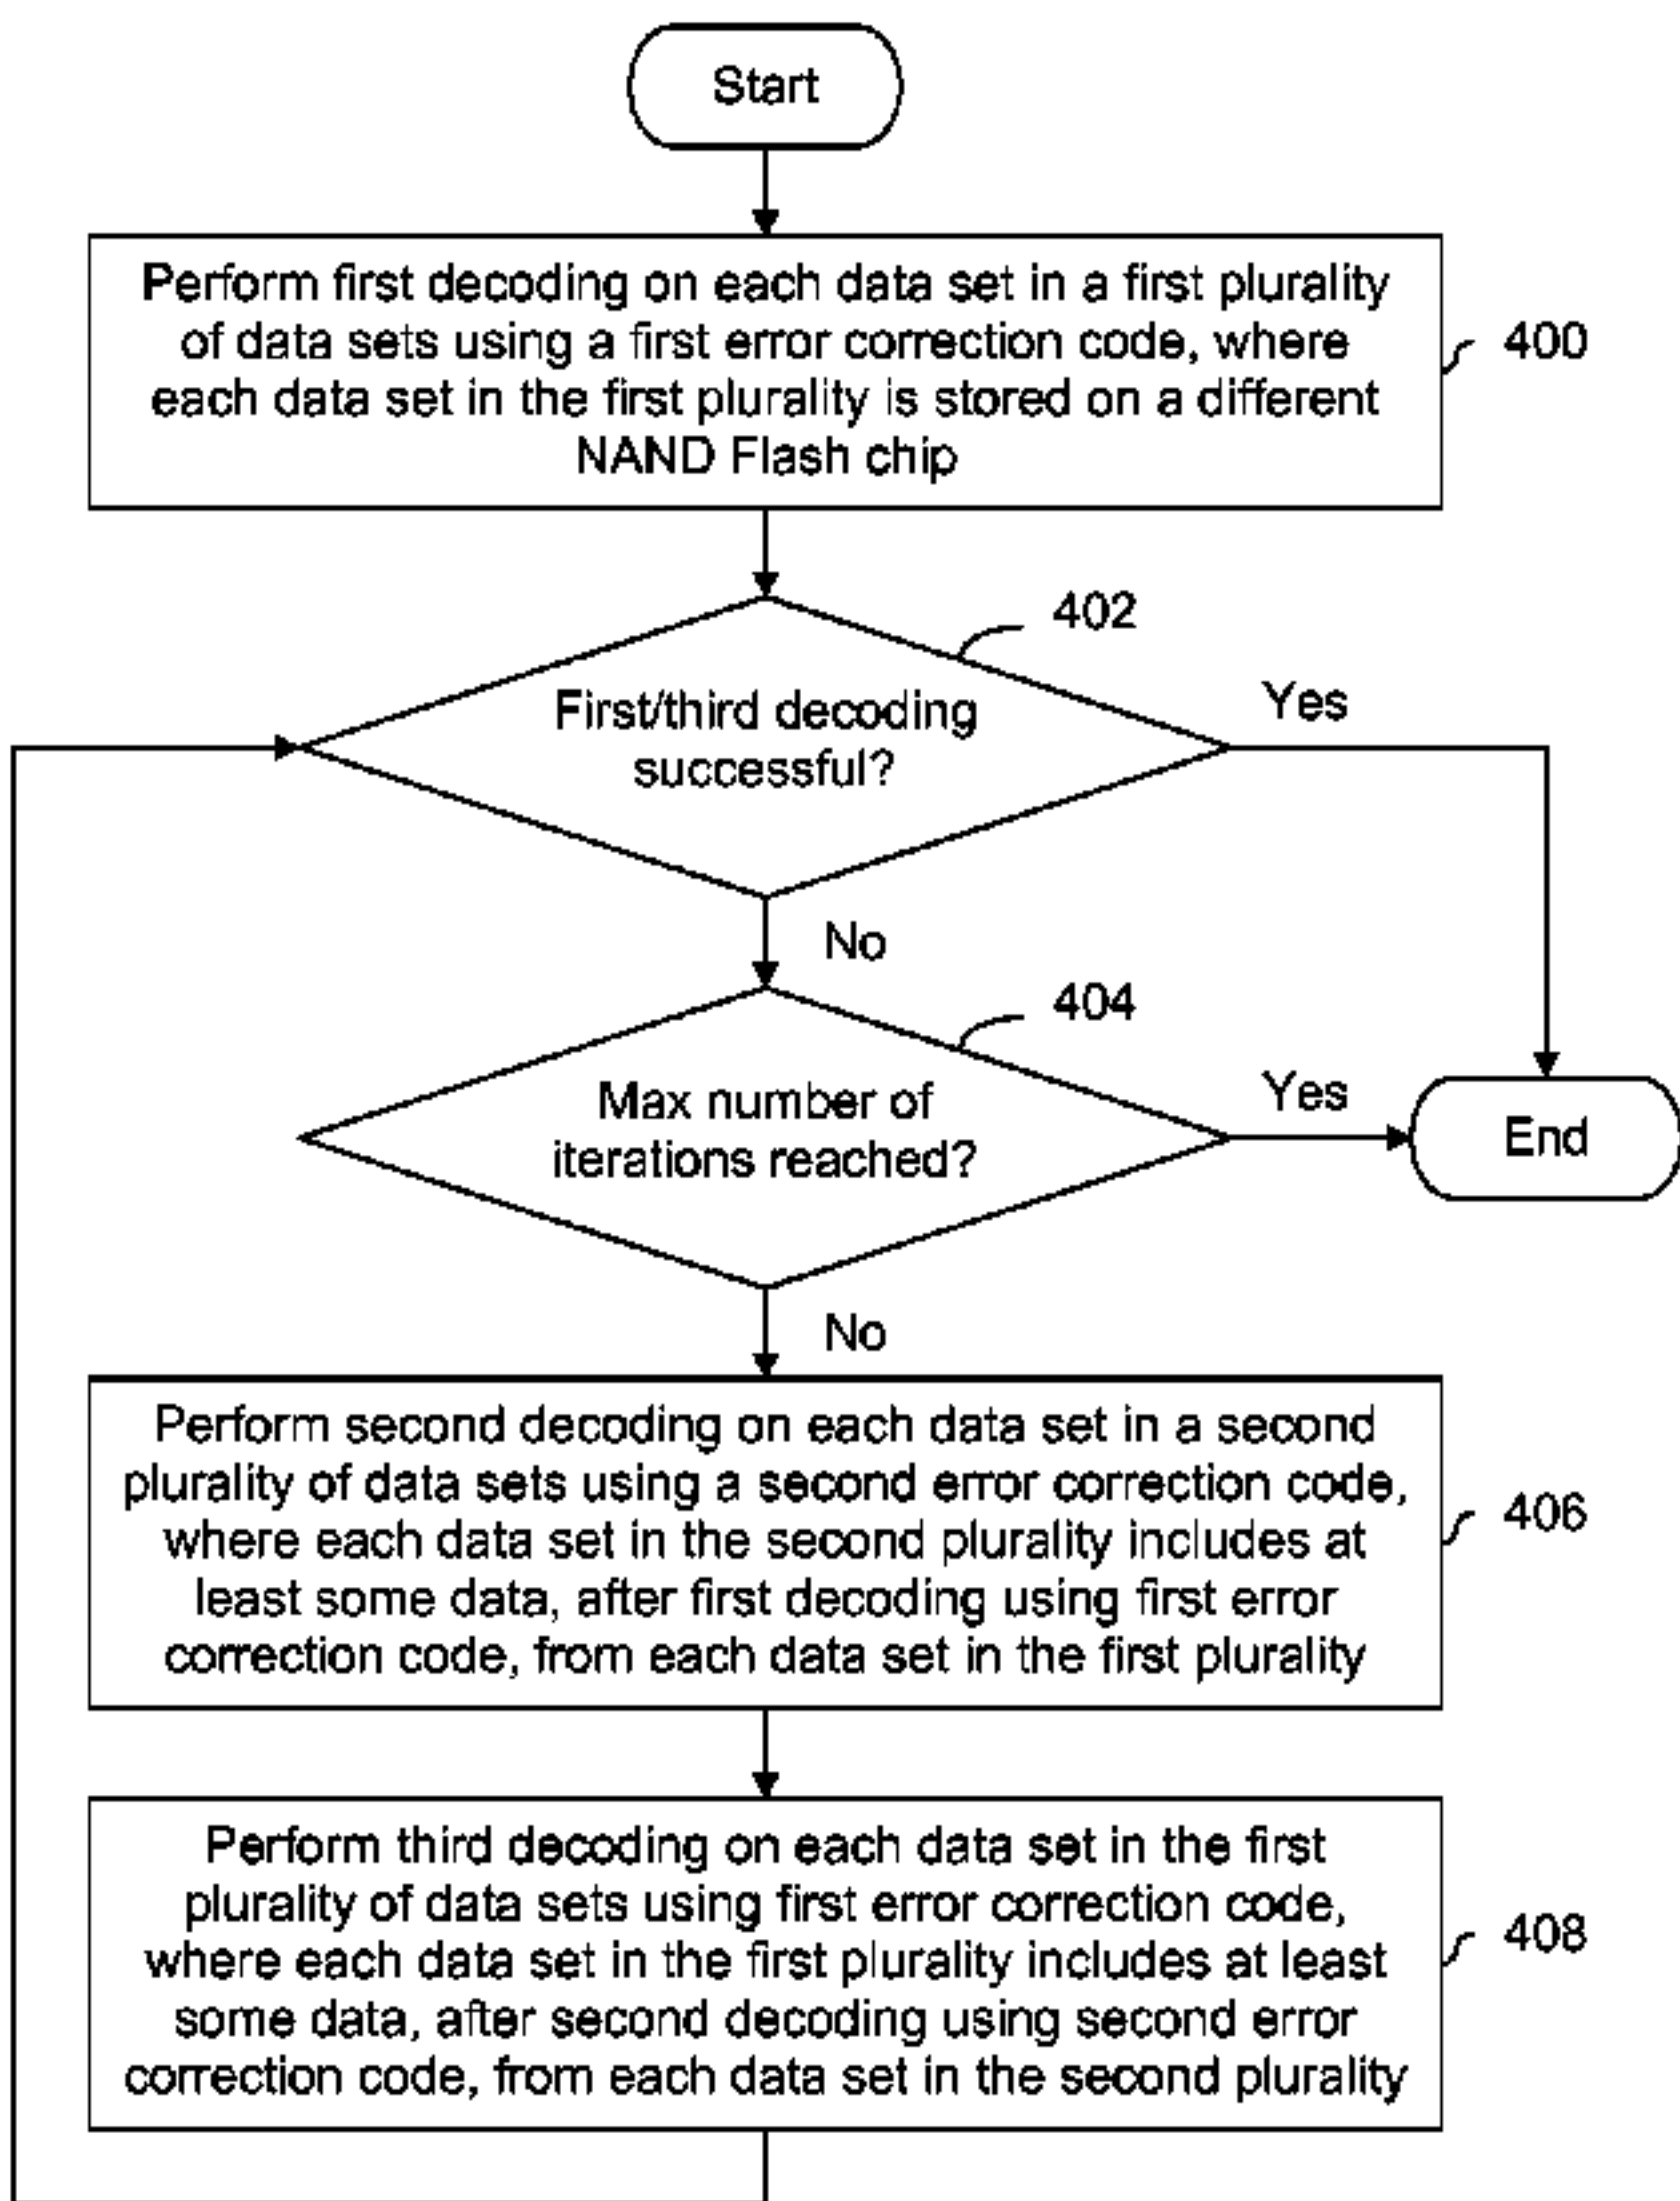 Start
Perform first decoding on each data set in a first plurality
of data sets using a first error correction code, where
each data set in the first plurality is stored on a different
NAND Flash chip
400
402
First/third decoding
successful?
Yes
No
404
Max number of
iterations reached?
Yes
End
No
Perform second decoding on each data set in a second
plurality of data sets using a second error correction code,
where each data set in the second plurality includes at
least some data, after first decoding using first error
correction code, from each data set in the first plurality
406
Perform third decoding on each data set in the first
plurality of data sets using first error correction code,
where each data set in the first plurality includes at least
some data, after second decoding using second error
correction code, from each data set in the second plurality
408